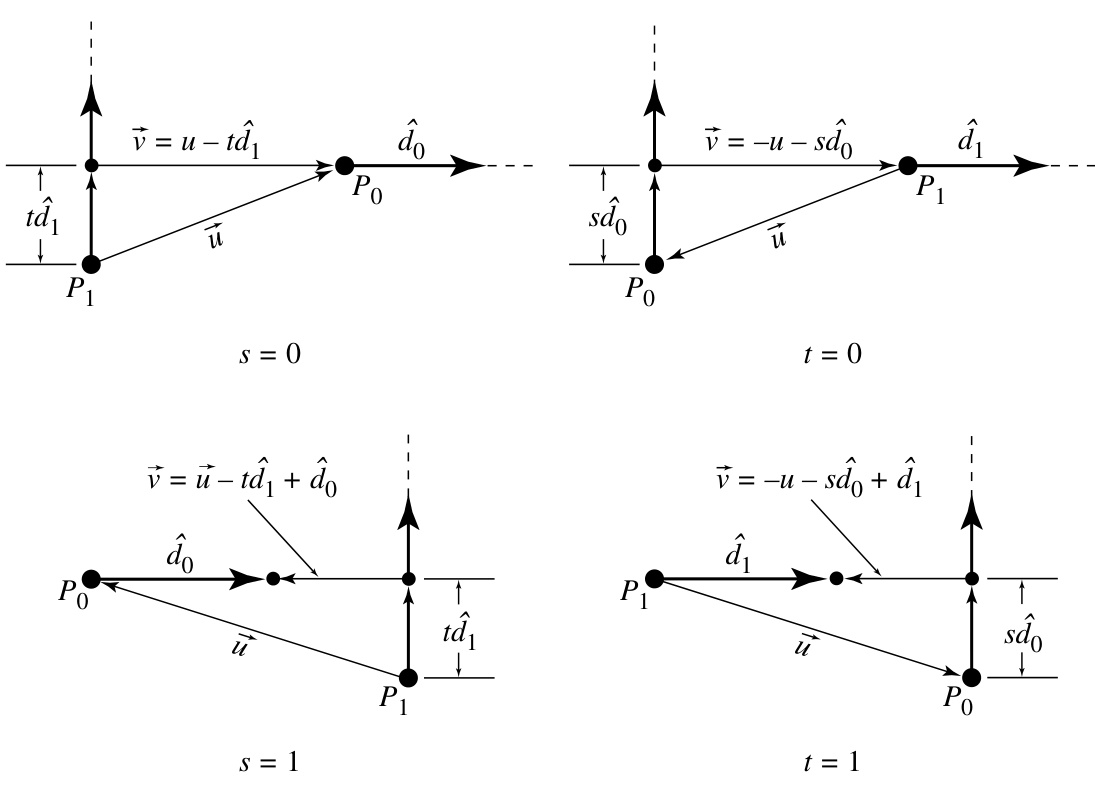 v⃗ = u – td̂₁
d̂₀
P₀
td̂₁
u⃗
P₁
s = 0
v⃗ = –u – sd̂₀
d̂₁
P₁
sd̂₀
u⃗
P₀
t = 0
v⃗ = u⃗ – td̂₁ + d̂₀
d̂₀
P₀
td̂₁
u⃗
P₁
s = 1
v⃗ = –u – sd̂₀ + d̂₁
d̂₁
P₁
sd̂₀
u⃗
P₀
t = 1